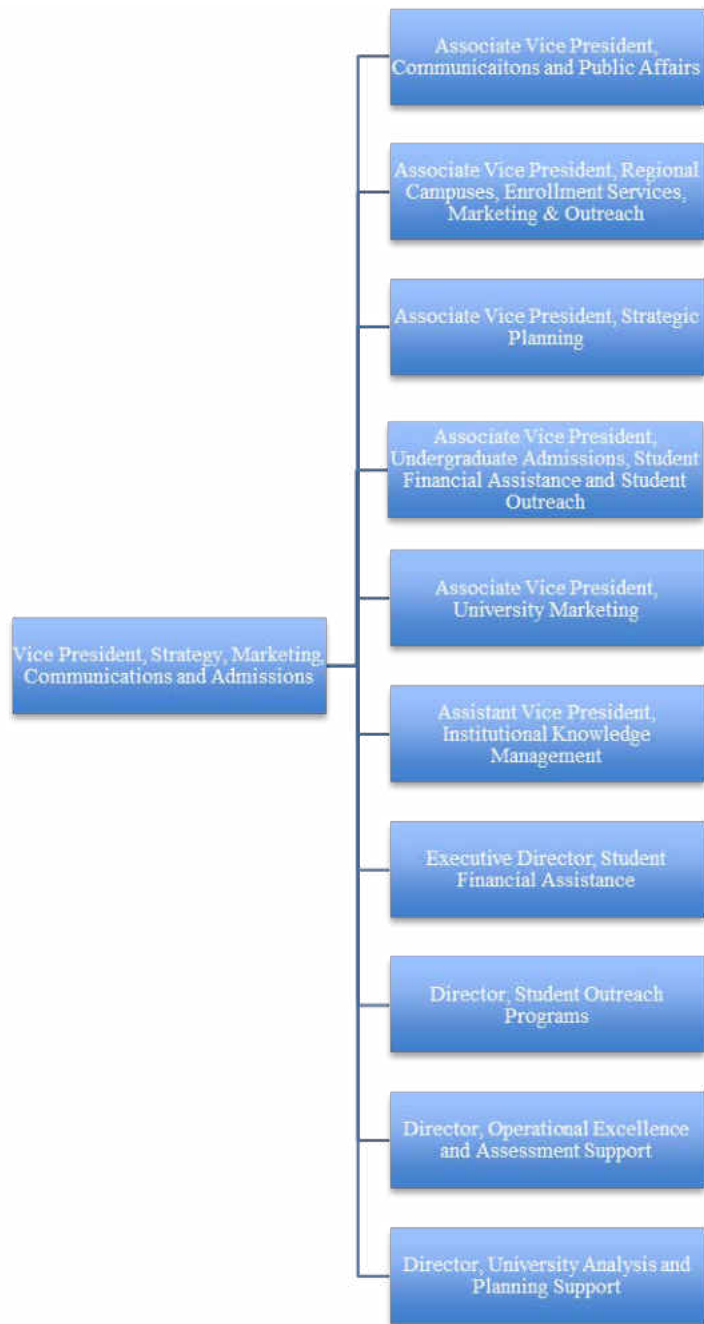 Associate Vice President,
Communicaitons and Public Affairs
Associate Vice President, Regional
Campuses, Enrollment Services,
Marketing & Outreach
Associate Vice President, Strategic
Planning
Associate Vice President,
Undergraduate Admissions, Student
Financial Assistance and Student
Outreach
Associate Vice President,
University Marketing
Vice President, Strategy, Marketing,
Communications and Admissions
Assistant Vice President,
Institutional Knowledge
Management
Executive Director, Student
Financial Assistance
Director, Student Outreach
Programs
Director, Operational Excellence
and Assessment Support
Director, University Analysis and
Planning Support